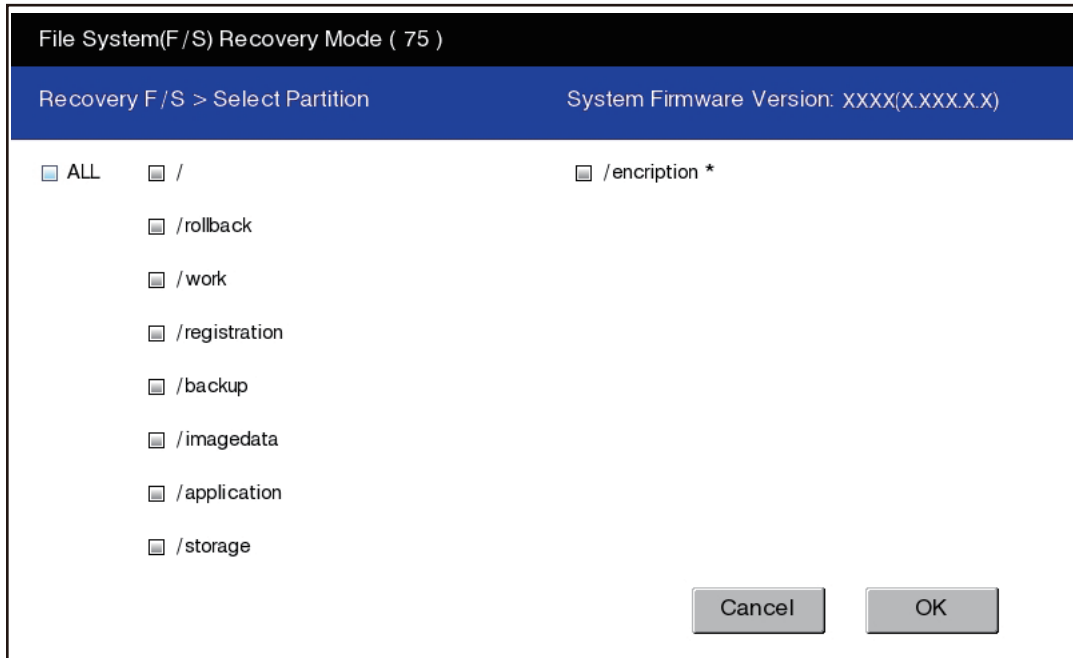 File System(F/S) Recovery Mode ( 75 )
Recovery F/S > Select Partition System Firmware Version: XXXX(X.XXX.X.X)
ALL / /encription *
/rollback
/work
/registration
/backup
/imagedata
/application
/storage
Cancel OK